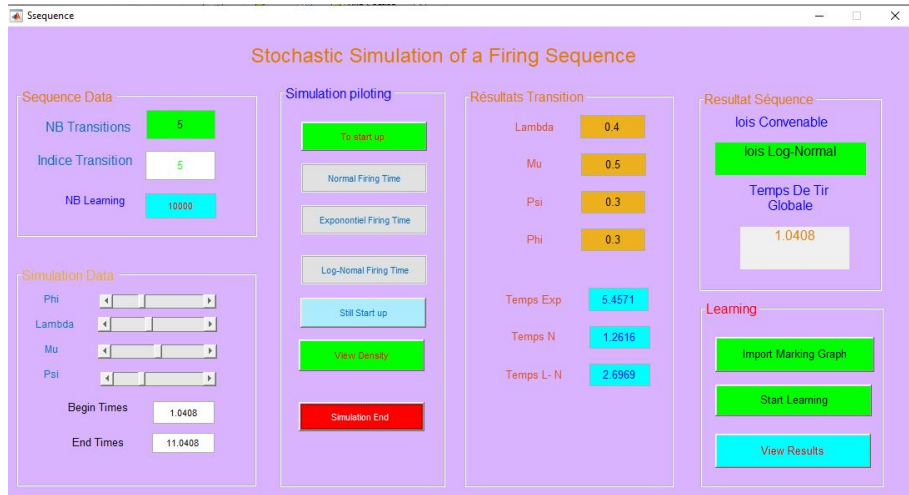 Ssequence
Stochastic Simulation of a Firing Sequence
Sequence Data
NB Transitions
5
Indice Transition
5
NB Learning
10000
Simulation Data
Phi
Lambda
Mu
Psi
Begin Times
1.0408
End Times
11.0408
Simulation piloting
To start up
Normal Firing Time
Exponontiel Firing Time
Log-Nomal Firing Time
Still Start up
View Density
Simulation End
Résultats Transition
Lambda
0.4
Mu
0.5
Psi
0.3
Phi
0.3
Temps Exp
5.4571
Temps N
1.2616
Temps L- N
2.6969
Resultat Séquence
lois Convenable
lois Log-Normal
Temps De Tir
Globale
1.0408
Learning
Import Marking Graph
Start Learning
View Results